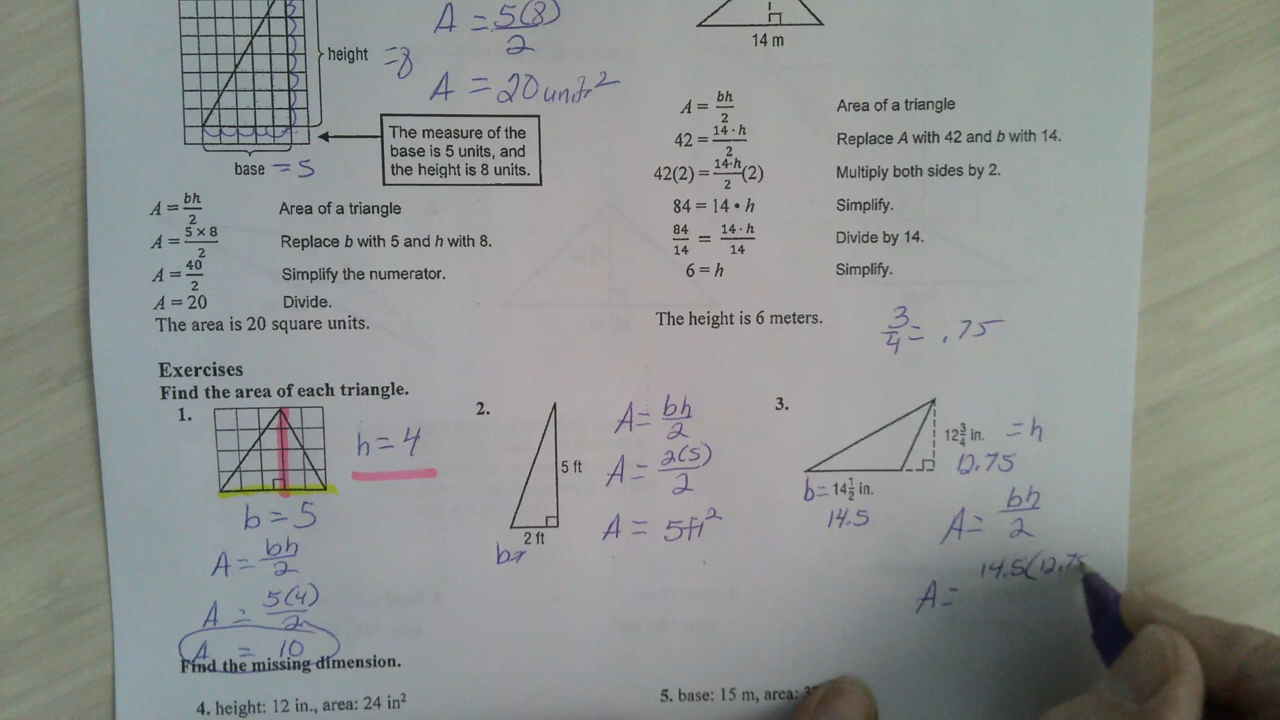 height = 8
base = 5
The measure of the
base is 5 units, and
the height is 8 units.
A = 5(8)/2
A = 20 units²
A = bh/2 Area of a triangle
A = 5 × 8/2 Replace b with 5 and h with 8.
A = 40/2 Simplify the numerator.
A = 20 Divide.
The area is 20 square units.
14 m
A = bh/2 Area of a triangle
42 = 14 · h/2 Replace A with 42 and b with 14.
42(2) = 14·h/2 (2) Multiply both sides by 2.
84 = 14 • h Simplify.
84/14 = 14 · h/14 Divide by 14.
6 = h Simplify.
The height is 6 meters.
3/4 = .75
Exercises
Find the area of each triangle.
1.
h = 4
b = 5
A = bh/2
A = 5(4)/2
A = 10
2.
5 ft
2 ft
b
A = bh/2
A = 2(5)/2
A = 5ft²
3.
12 3/4 in. = h
12.75
b = 14 1/2 in.
14.5
A = bh/2
A = 14.5(12.75
Find the missing dimension.
4. height: 12 in., area: 24 in²
5. base: 15 m, area: